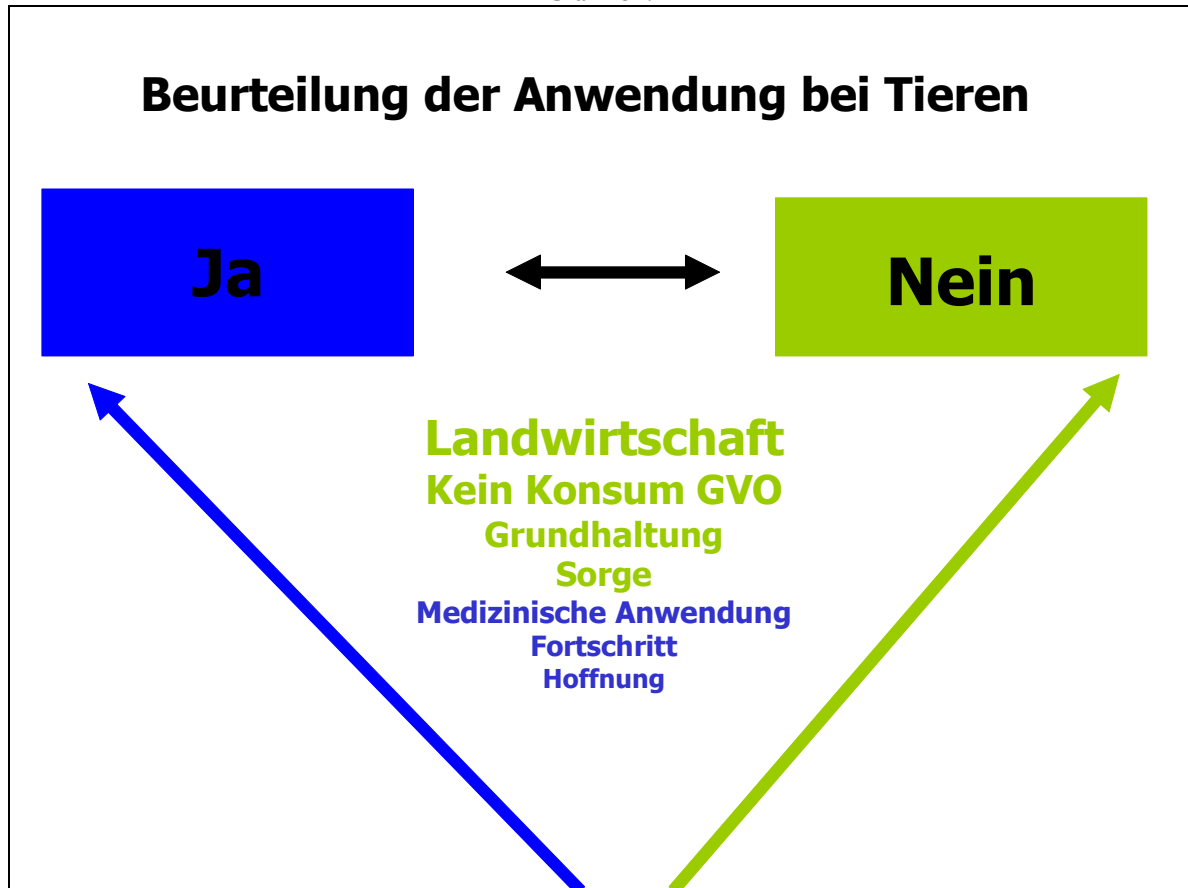 Beurteilung der Anwendung bei Tieren
Ja
Nein
Landwirtschaft
Kein Konsum GVO
Grundhaltung
Sorge
Medizinische Anwendung
Fortschritt
Hoffnung